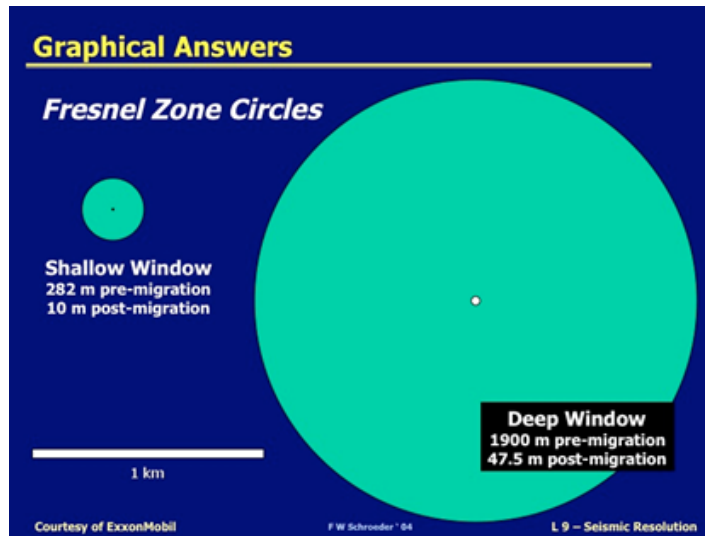 Graphical Answers
Fresnel Zone Circles
Shallow Window
282 m pre-migration
10 m post-migration
Deep Window
1900 m pre-migration
47.5 m post-migration
1 km
Courtesy of ExxonMobil
F W Schroeder ' 04
L 9 – Seismic Resolution